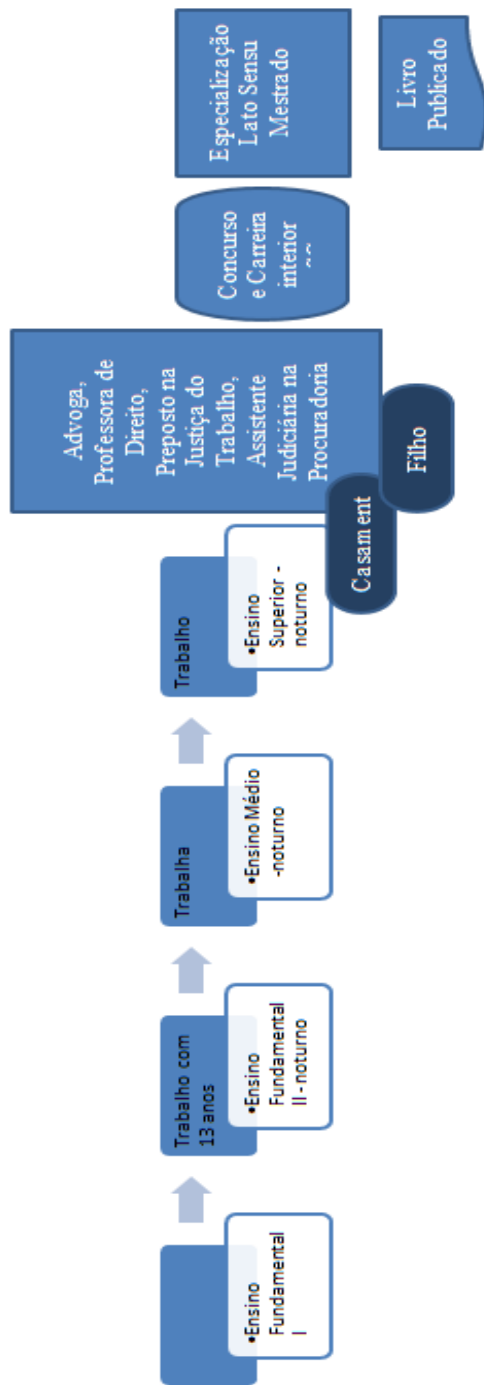 •Ensino
Fundamental
I
Trabalho com
13 anos
•Ensino
Fundamental
II - noturno
Trabalha
•Ensino Médio
-noturno
Trabalho
•Ensino
Superior -
noturno
Casament
Filho
Advoga,
Professora de
Direito,
Preposto na
Justiça do
Trabalho,
Assistente
Judiciária na
Procuradoria
Concurso
e Carreira
interior
Especialização
Lato Sensu
Mestrado
Livro
Publicado